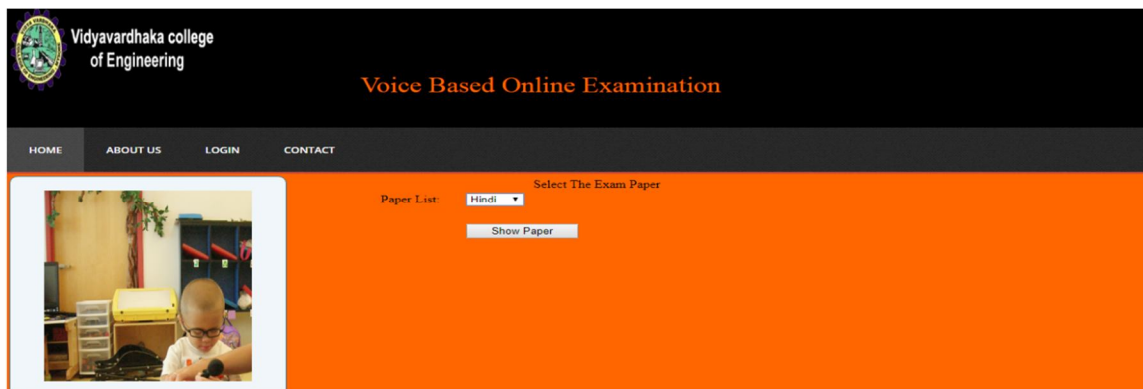 Vidyavardhaka college
of Engineering
Voice Based Online Examination
HOME ABOUT US LOGIN CONTACT
Select The Exam Paper
Paper List: Hindi
Show Paper